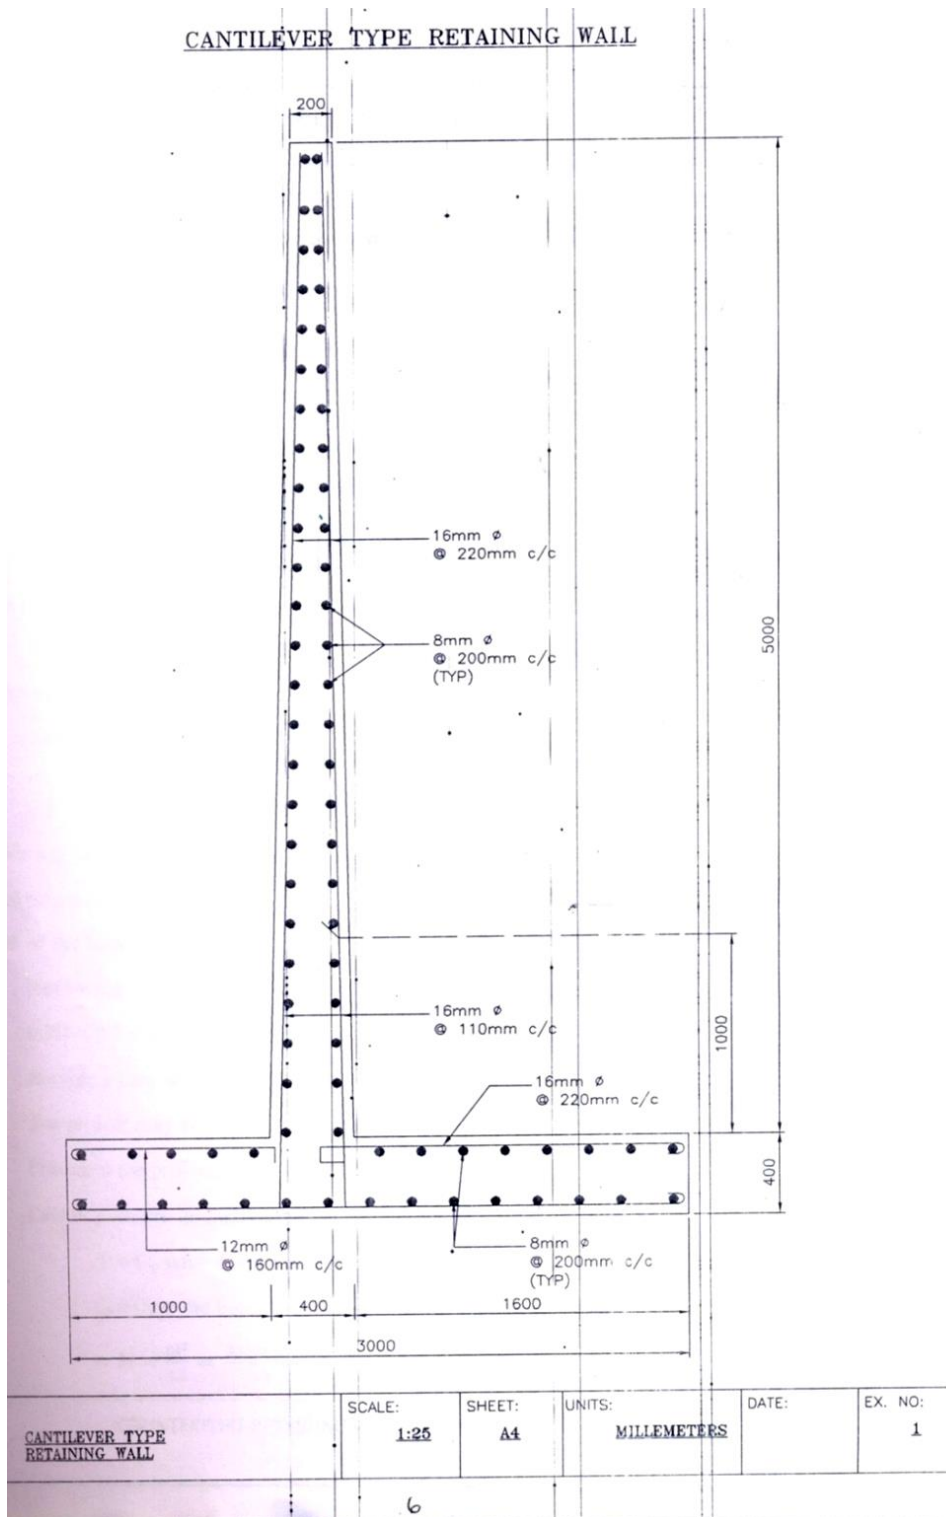 CANTILEVER TYPE RETAINING WALL
200
16mm ø
@ 220mm c/c
8mm ø
@ 200mm c/c
(TYP)
5000
16mm ø
@ 110mm c/c
1000
16mm ø
@ 220mm c/c
400
12mm ø
@ 160mm c/c
8mm ø
@ 200mm c/c
(TYP)
1000
400
1600
3000
CANTILEVER TYPE
RETAINING WALL
SCALE:
1:25
SHEET:
A4
UNITS:
MILLEMETERS
DATE:
EX. NO:
1
6